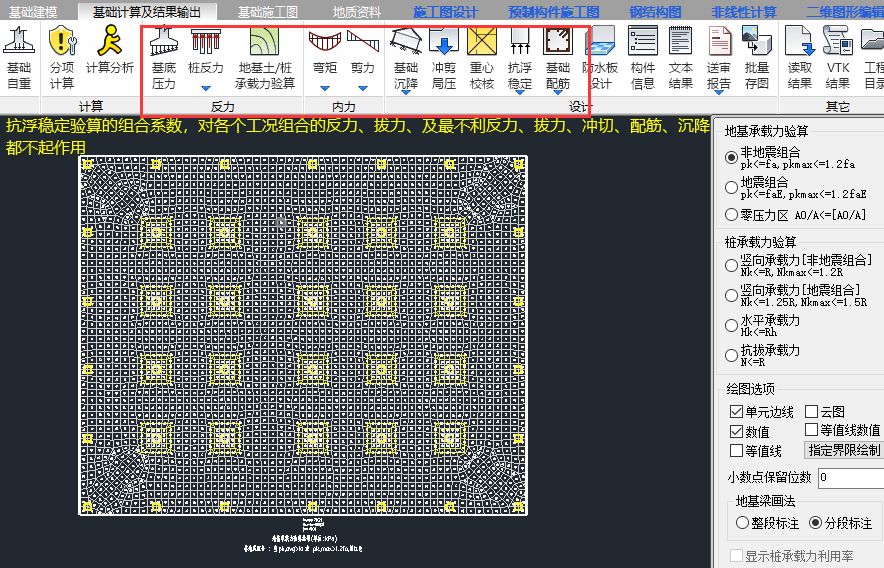 基础建模 基础计算及结果输出 基础施工图 地质资料 施工图设计 预制构件施工图 钢结构图 非线性计算 二维图形编辑
基础自重 分项计算 计算分析 基底压力 桩反力 地基土/桩承载力验算 弯矩 剪力 基础沉降 冲剪局压 重心校核 抗浮稳定 基础配筋 防水板设计 构件信息 文本结果 送审报告 批量存图 读取结果 VTK结果 工程目录
计算 反力 内力 设计 其它
抗浮稳定验算的组合系数，对各个工况组合的反力、拔力、及最不利反力、拔力、冲切、配筋、沉降
都不起作用
地基承载力验算
非地震组合
pk<=fa,pkmax<=1.2fa
地震组合
pk<=faE,pkmax<=1.2faE
零压力区 A0/A<=[A0/A]
桩承载力验算
竖向承载力[非地震组合]
Nk<=R,Nkmax<=1.2R
竖向承载力[地震组合]
Nk<=1.25R,Nkmax<=1.5R
水平承载力
Hk<=Rh
抗拔承载力
N<=R
绘图选项
单元边线 云图
数值 等值线数值
等值线 指定界限绘制
小数点保留位数 0
地基梁画法
整段标注 分段标注
显示桩承载力利用率